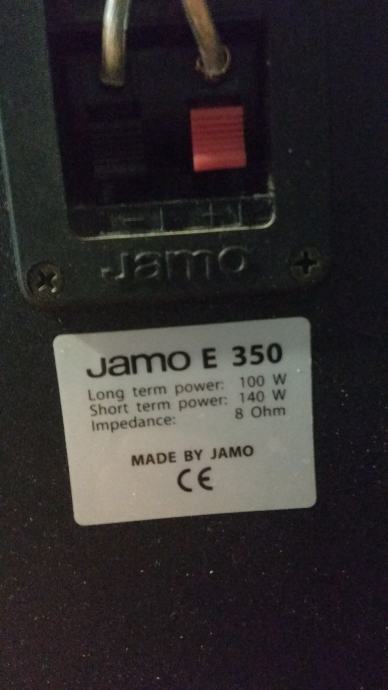 - +
Jamo
Jamo E 350
Long term power: 100 W
Short term power: 140 W
Impedance: 8 Ohm
MADE BY JAMO
CE